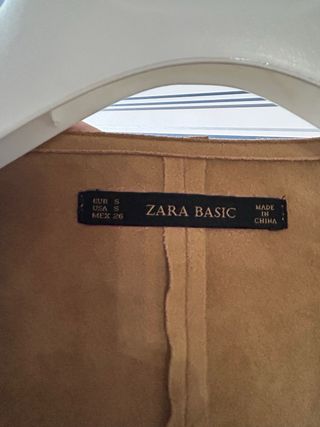 EUR S
USA S
MEX 26
ZARA BASIC
MADE
IN
CHINA